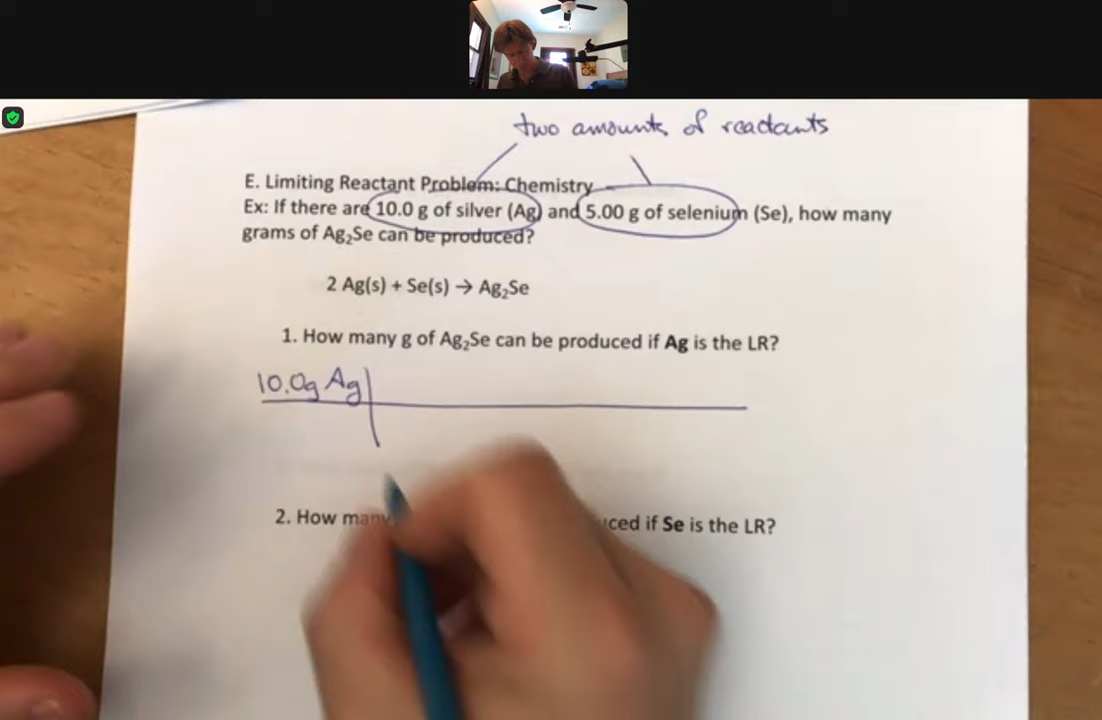 two amounts of reactants
E. Limiting Reactant Problem: Chemistry
Ex: If there are 10.0 g of silver (Ag) and 5.00 g of selenium (Se), how many
grams of Ag₂Se can be produced?
2 Ag(s) + Se(s) → Ag₂Se
1. How many g of Ag₂Se can be produced if Ag is the LR?
10.0g Ag
2. How many if Se is the LR?